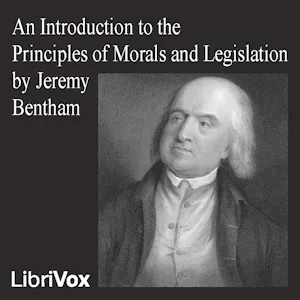 An Introduction to the
Principles of Morals and Legislation
by Jeremy
Bentham
LibriVox